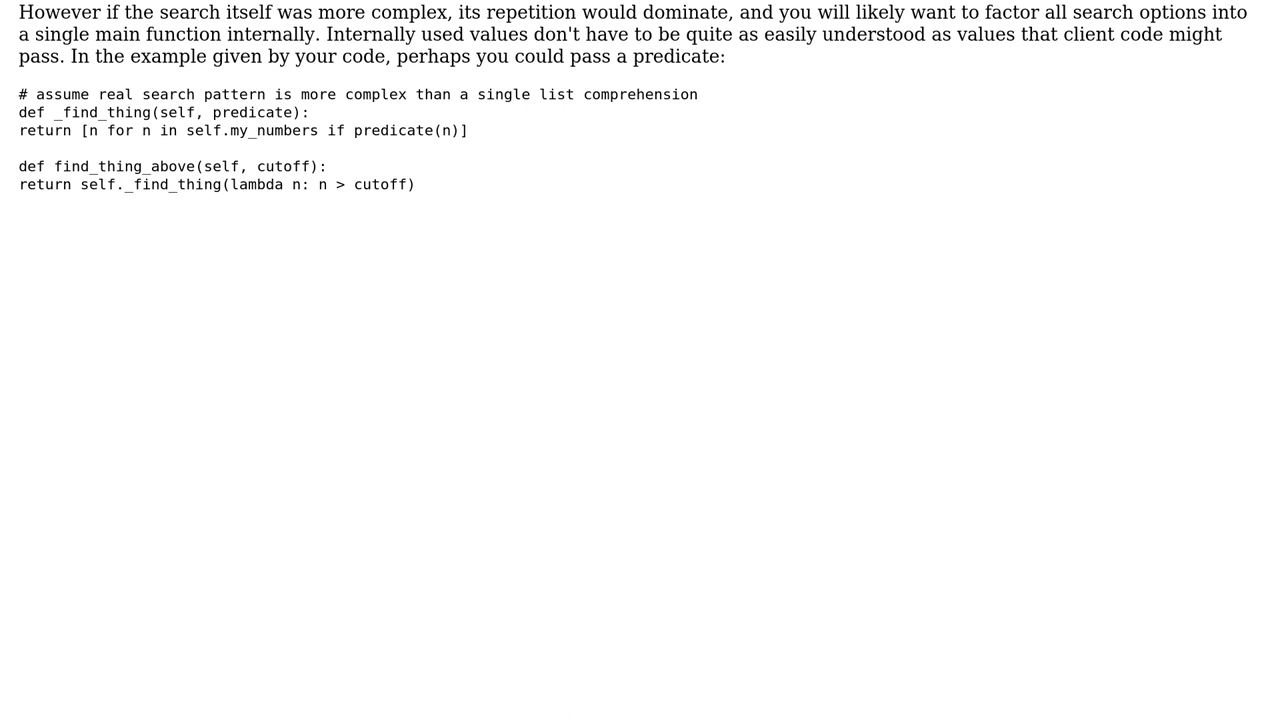 However if the search itself was more complex, its repetition would dominate, and you will likely want to factor all search options into
a single main function internally. Internally used values don't have to be quite as easily understood as values that client code might
pass. In the example given by your code, perhaps you could pass a predicate:
# assume real search pattern is more complex than a single list comprehension
def _find_thing(self, predicate):
return [n for n in self.my_numbers if predicate(n)]
def find_thing_above(self, cutoff):
return self._find_thing(lambda n: n > cutoff)